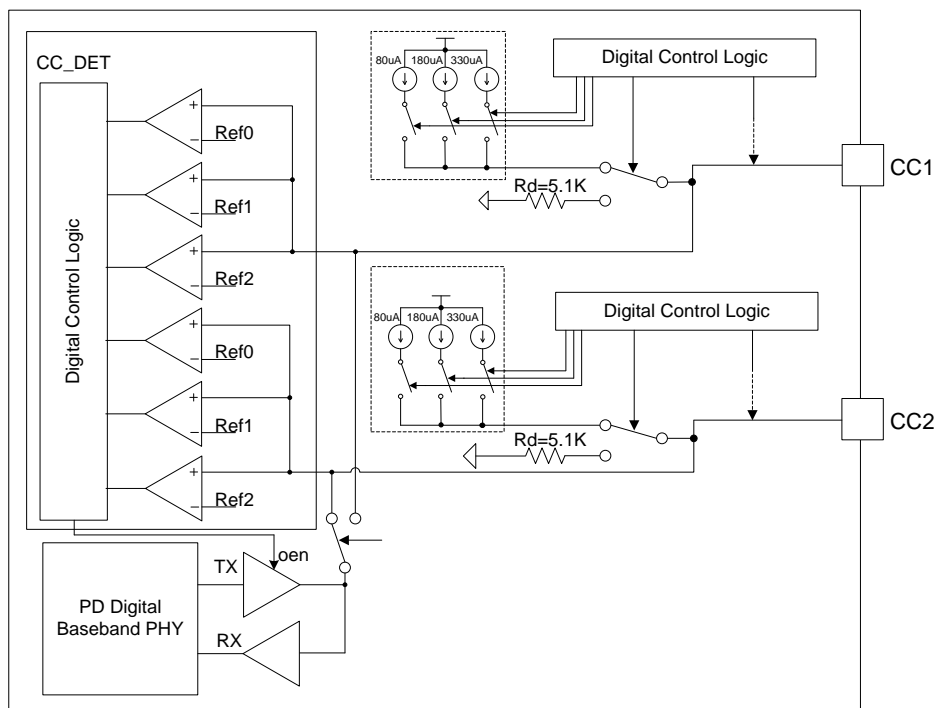 CC_DET
Digital Control Logic
Ref0
Ref1
Ref2
Ref0
Ref1
Ref2
80uA 180uA 330uA
Digital Control Logic
Rd=5.1K
CC1
80uA 180uA 330uA
Digital Control Logic
Rd=5.1K
CC2
oen
TX
RX
PD Digital
Baseband PHY